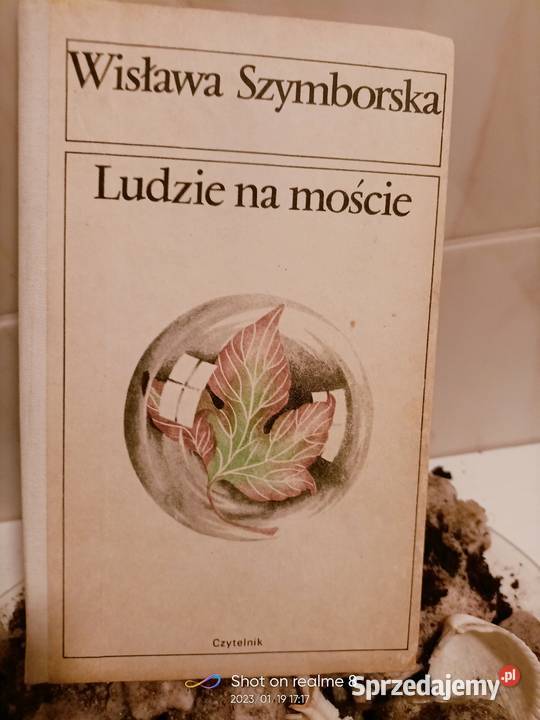 Wisława Szymborska
Ludzie na moście
Czytelnik
Shot on realme 8
2023. 01. 19 17:17
Sprzedajemy.pl